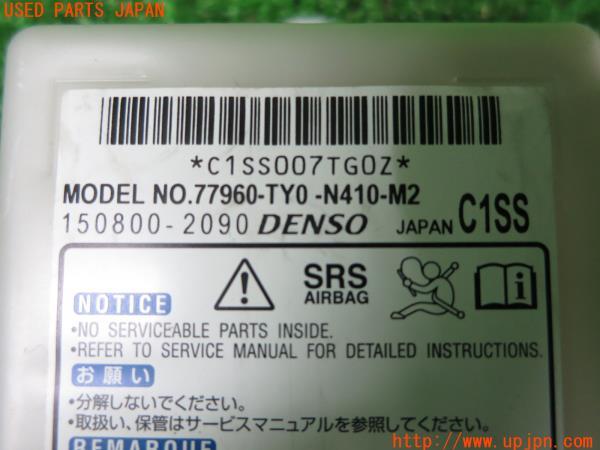 USED PARTS JAPAN
*C1SS007TG0Z*
MODEL NO.77960-TY0-N410-M2
150800-2090 DENSO JAPAN C1SS
SRS
AIRBAG
NOTICE
•NO SERVICEABLE PARTS INSIDE.
•REFER TO SERVICE MANUAL FOR DETAILED INSTRUCTIONS.
お願い
•分解しないでください。
•取扱い、保管はサービスマニュアルを参照してください。
REMARQUE
http://www.upjpn.com